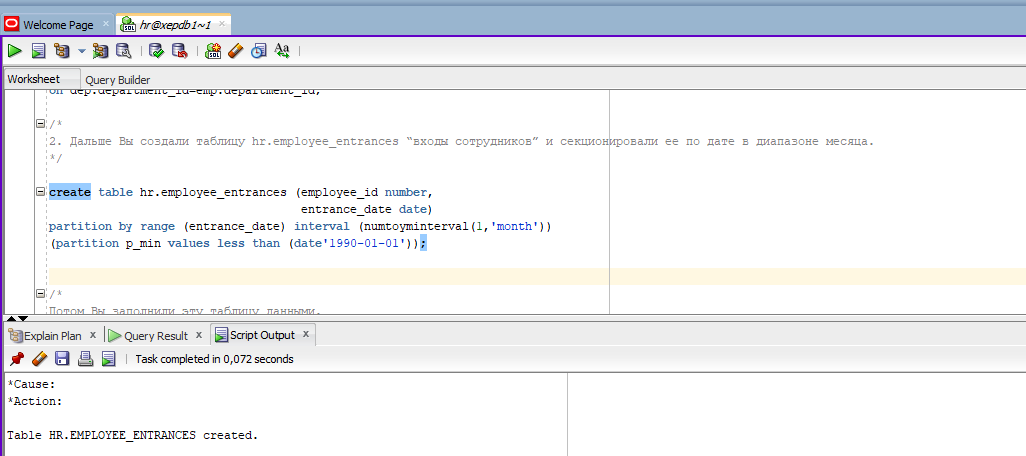 Welcome Page
hr@xepdb1~1
Worksheet
Query Builder
on dep.department_id=emp.department_id;
/*
2. Дальше Вы создали таблицу hr.employee_entrances “входы сотрудников” и секционировали ее по дате в диапазоне месяца.
*/
create table hr.employee_entrances (employee_id number,
entrance_date date)
partition by range (entrance_date) interval (numtoyminterval(1,'month'))
(partition p_min values less than (date'1990-01-01'));
/*
Потом Вы заполнили эту таблицу данными.
Explain Plan
Query Result
Script Output
Task completed in 0,072 seconds
*Cause:
*Action:
Table HR.EMPLOYEE_ENTRANCES created.